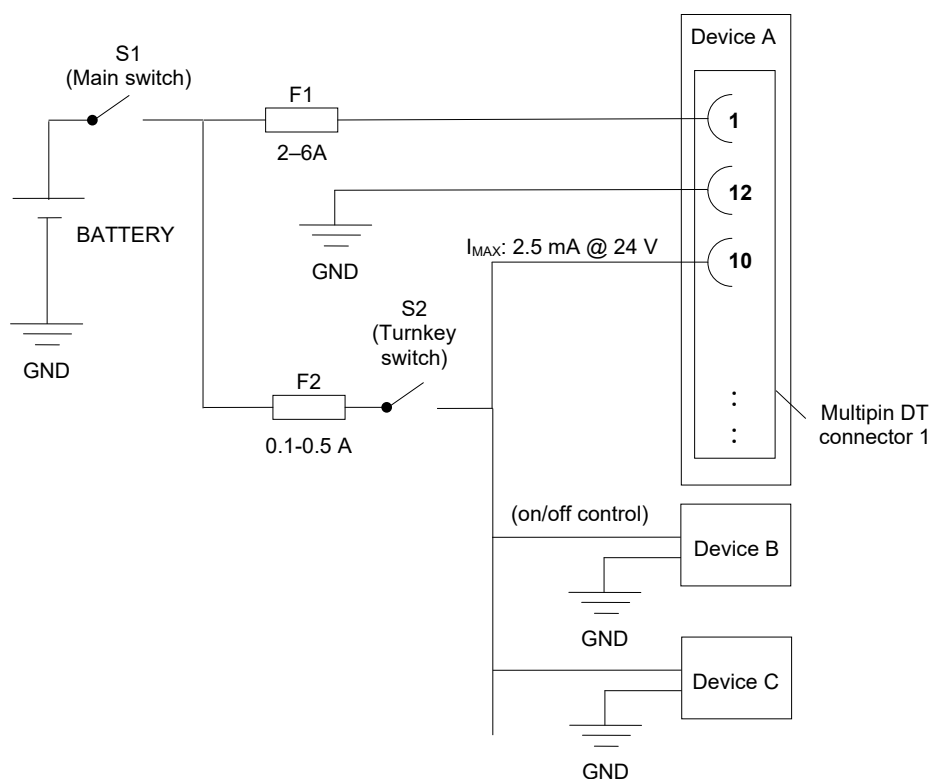 Device A
S1
(Main switch)
F1
1
2–6A
12
BATTERY
GND
I_MAX: 2.5 mA @ 24 V
10
S2
(Turnkey
switch)
GND
F2
:
:
Multipin DT
connector 1
0.1-0.5 A
(on/off control)
Device B
GND
Device C
GND